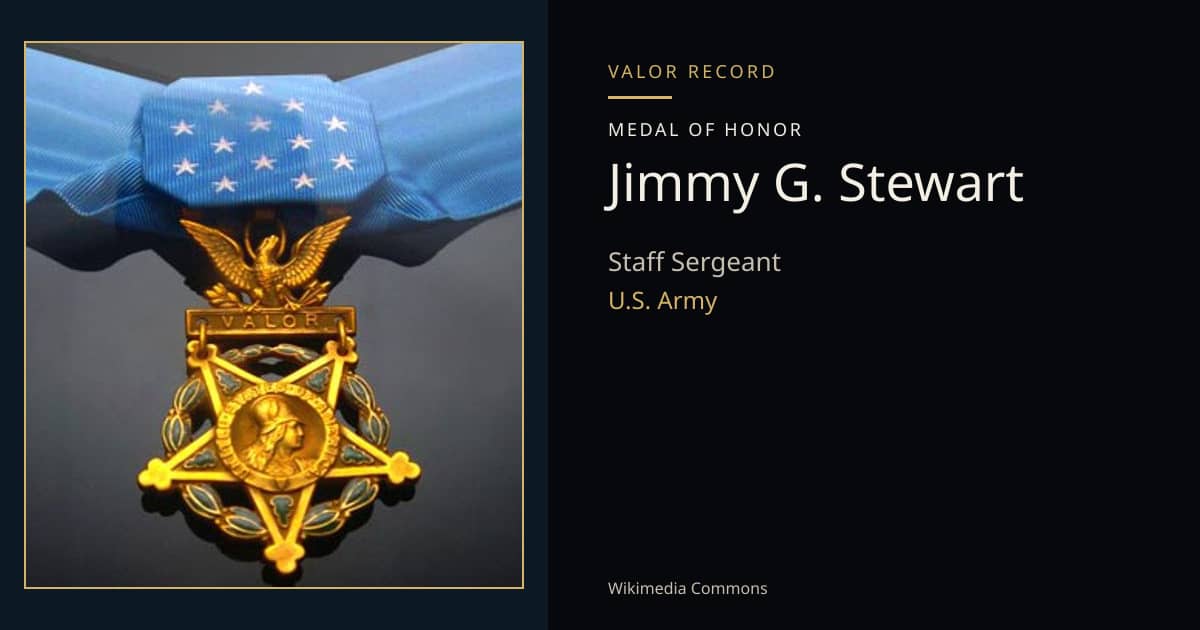 VALOR
VALOR RECORD
MEDAL OF HONOR
Jimmy G. Stewart
Staff Sergeant
U.S. Army
Wikimedia Commons